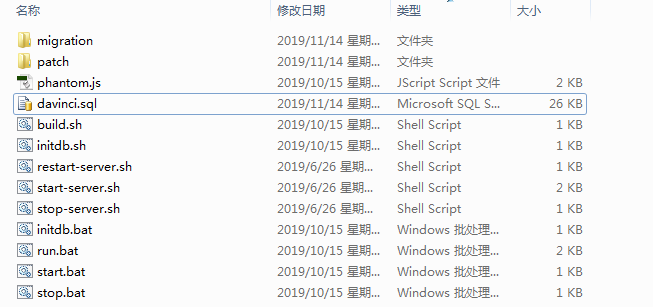 名称 修改日期 类型 大小
migration 2019/11/14 星期... 文件夹
patch 2019/11/14 星期... 文件夹
phantom.js 2019/10/15 星期... JScript Script 文件 2 KB
davinci.sql 2019/11/14 星期... Microsoft SQL S... 26 KB
build.sh 2019/10/15 星期... Shell Script 1 KB
initdb.sh 2019/10/15 星期... Shell Script 1 KB
restart-server.sh 2019/6/26 星期... Shell Script 1 KB
start-server.sh 2019/6/26 星期... Shell Script 2 KB
stop-server.sh 2019/6/26 星期... Shell Script 1 KB
initdb.bat 2019/10/15 星期... Windows 批处理... 1 KB
run.bat 2019/10/15 星期... Windows 批处理... 2 KB
start.bat 2019/10/15 星期... Windows 批处理... 1 KB
stop.bat 2019/10/15 星期... Windows 批处理... 1 KB